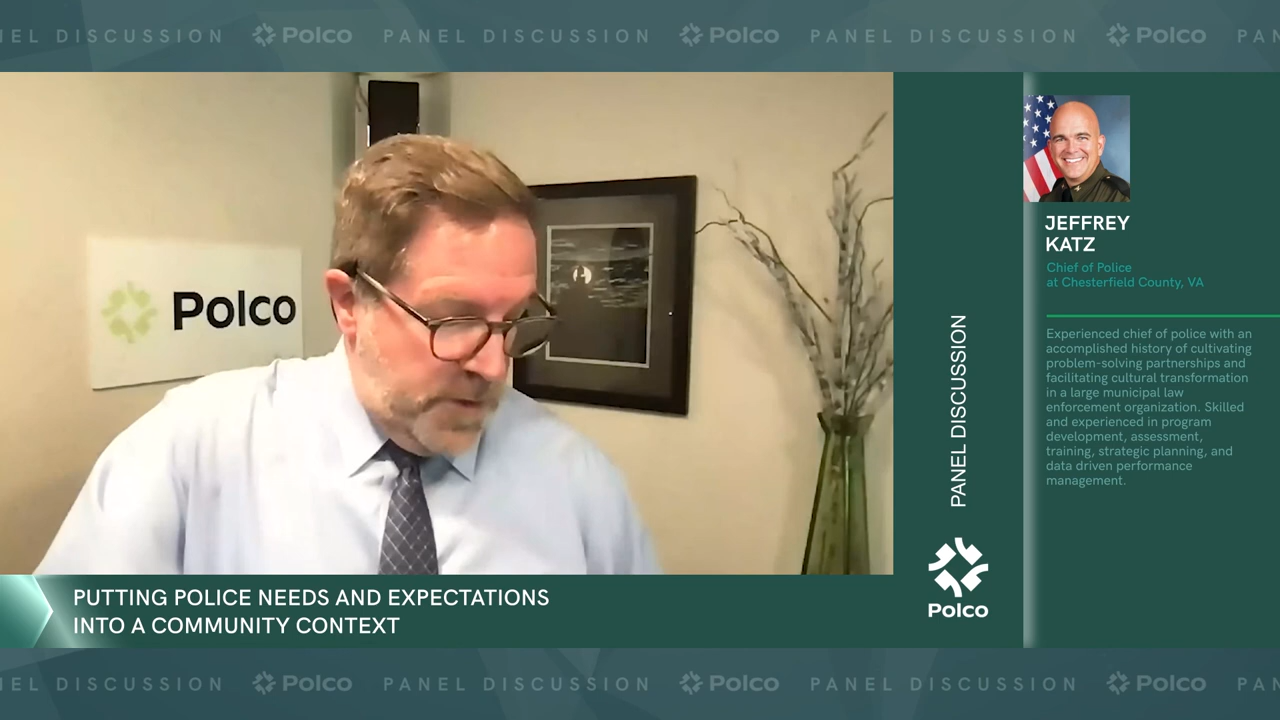 EL DISCUSSION Polco PANEL DISCUSSION Polco PANEL DISCUSSION Polco PAN
Polco
PUTTING POLICE NEEDS AND EXPECTATIONS
INTO A COMMUNITY CONTEXT
PANEL DISCUSSION
Polco
JEFFREY
KATZ
Chief of Police
at Chesterfield County, VA
Experienced chief of police with an
accomplished history of cultivating
problem-solving partnerships and
facilitating cultural transformation
in a large municipal law
enforcement organization. Skilled
and experienced in program
development, assessment,
training, strategic planning, and
data driven performance
management.
EL DISCUSSION Polco PANEL DISCUSSION Polco PANEL DISCUSSION Polco PAN